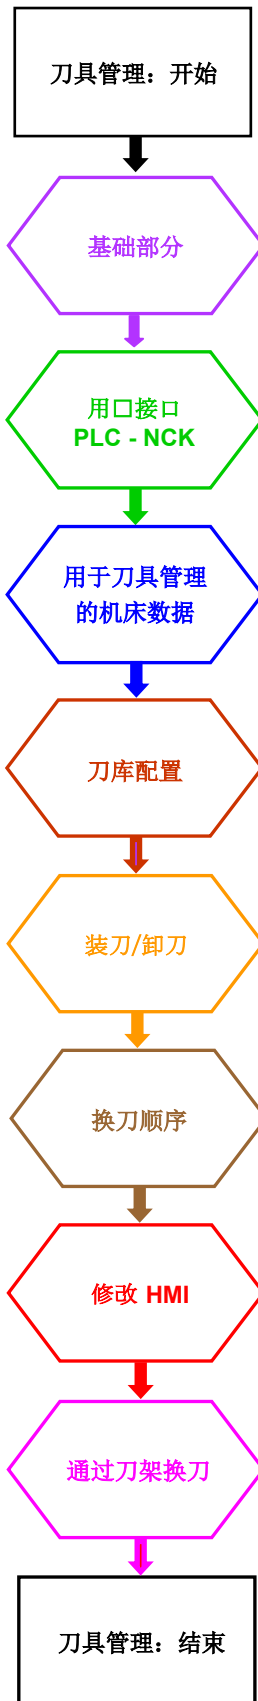 刀具管理：开始
基础部分
用口接口
PLC - NCK
用于刀具管理
的机床数据
刀库配置
装刀/卸刀
换刀顺序
修改 HMI
通过刀架换刀
刀具管理：结束